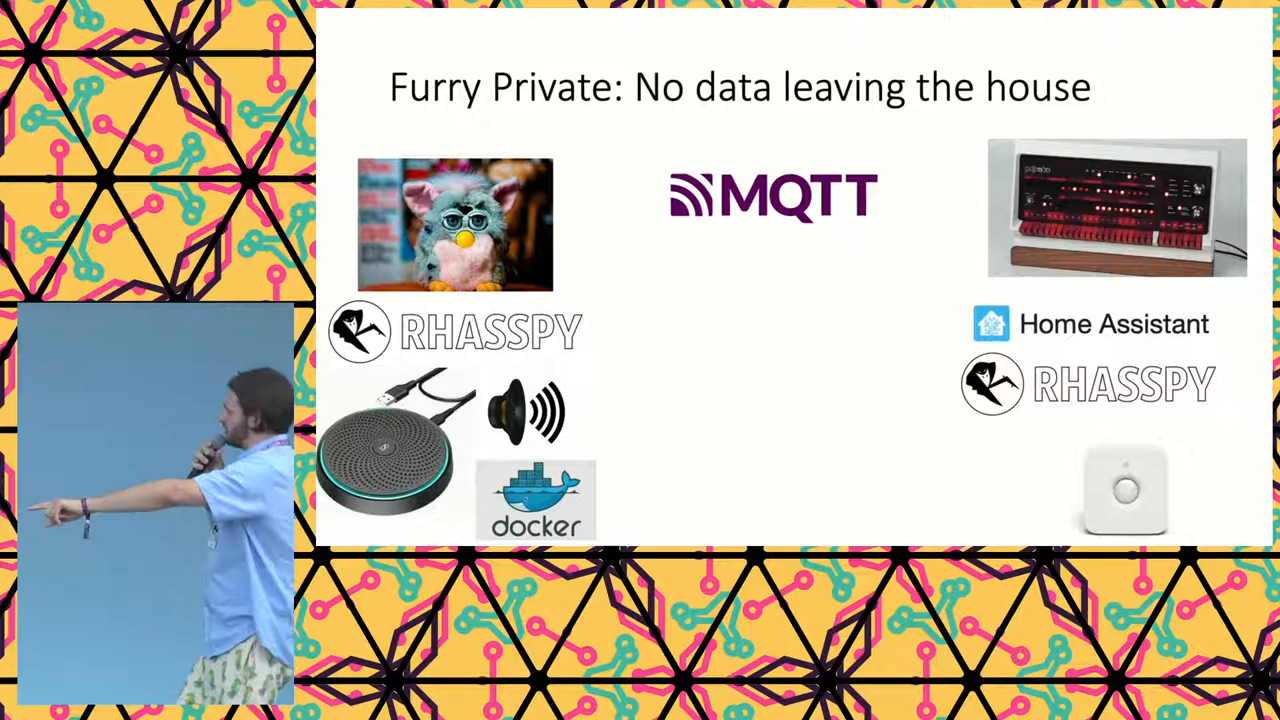 Furry Private: No data leaving the house
MQTT
RHASSPY
docker
Home Assistant
RHASSPY